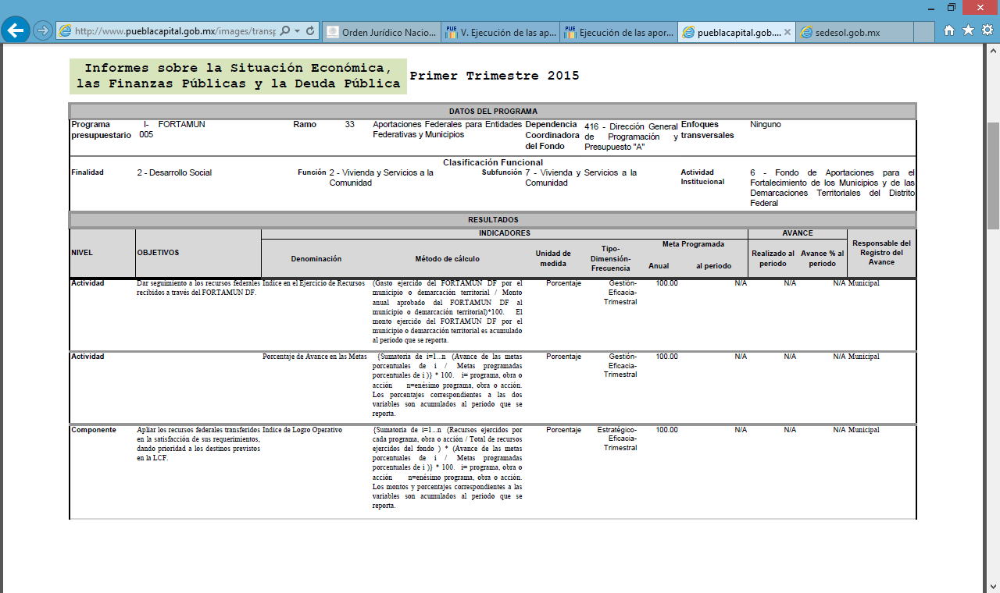 http://www.pueblacapital.gob.mx/images/transp
Orden Jurídico Nacio...
V. Ejecución de las ap...
Ejecución de las apor...
pueblacapital.gob....
sedesol.gob.mx
Informes sobre la Situación Económica,
las Finanzas Públicas y la Deuda Pública
Primer Trimestre 2015
DATOS DEL PROGRAMA
Programa presupuestario
I-005 FORTAMUN
Ramo
33
Aportaciones Federales para Entidades
Federativas y Municipios
Dependencia
Coordinadora
del Fondo
416 - Dirección General
de Programación y
Presupuesto "A"
Enfoques
transversales
Ninguno
Clasificación Funcional
Finalidad
2 - Desarrollo Social
Función
2 - Vivienda y Servicios a la
Comunidad
Subfunción
7 - Vivienda y Servicios a la
Comunidad
Actividad
Institucional
6 - Fondo de Aportaciones para el
Fortalecimiento de los Municipios y de las
Demarcaciones Territoriales del Distrito
Federal
RESULTADOS
NIVEL
OBJETIVOS
INDICADORES
Denominación
Método de cálculo
Unidad de
medida
Tipo-
Dimensión-
Frecuencia
Meta Programada
Anual
al periodo
AVANCE
Realizado al
periodo
Avance % al
periodo
Responsable del
Registro del
Avance
Actividad
Dar seguimiento a los recursos federales
recibidos a través del FORTAMUN DF.
Indice en el Ejercicio de Recursos
(Gasto ejercido del FORTAMUN DF por el
municipio o demarcación territorial / Monto
anual aprobado del FORTAMUN DF al
municipio o demarcación territorial)*100. El
monto ejercido del FORTAMUN DF por el
municipio o demarcación territorial es acumulado
al periodo que se reporta.
Porcentaje
Gestión-
Eficacia-
Trimestral
100.00
N/A
N/A
N/A
Municipal
Actividad
Porcentaje de Avance en las Metas
{Sumatoria de i=1...n (Avance de las metas
porcentuales de i / Metas programadas
porcentuales de i )} * 100. i= programa, obra o
acción n=enésimo programa, obra o acción.
Los porcentajes correspondientes a las dos
variables son acumulados al periodo que se
reporta.
Porcentaje
Gestión-
Eficacia-
Trimestral
100.00
N/A
N/A
N/A
Municipal
Componente
Apliar los recursos federales transferidos
en la satisfacción de sus requerimientos,
dando prioridad a los destinos previstos
en la LCF.
Indice de Logro Operativo
{Sumatoria de i=1...n (Recursos ejercidos por
cada programa, obra o acción / Total de recursos
ejercidos del fondo ) * (Avance de las metas
porcentuales de i / Metas programadas
porcentuales de i )} * 100. i= programa, obra o
acción n=enésimo programa, obra o acción.
Los montos y porcentajes correspondientes a las
variables son acumulados al periodo que se
reporta.
Porcentaje
Estratégico-
Eficacia-
Trimestral
100.00
N/A
N/A
N/A
Municipal